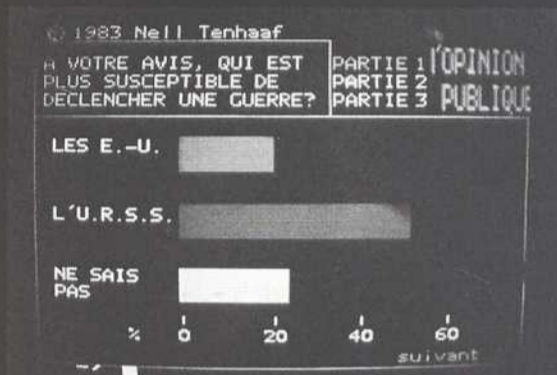 © 1983 Nell Tenhaaf
A VOTRE AVIS, QUI EST
PLUS SUSCEPTIBLE DE
DECLENCHER UNE GUERRE?
PARTIE 1
PARTIE 2
PARTIE 3
l'OPINION
PUBLIQUE
LES E.-U.
L'U.R.S.S.
NE SAIS
PAS
% 0 20 40 60
suivant